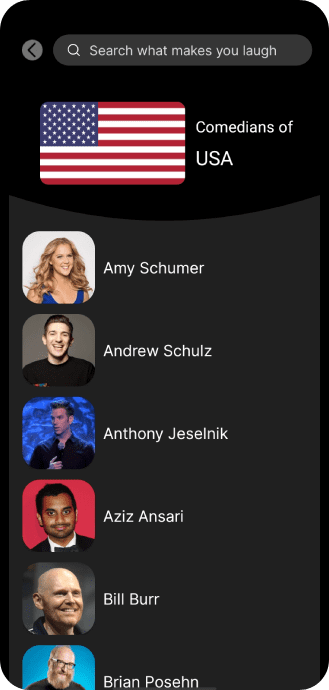 Search what makes you laugh
Comedians of
USA
Amy Schumer
Andrew Schulz
Anthony Jeselnik
Aziz Ansari
Bill Burr
Brian Posehn